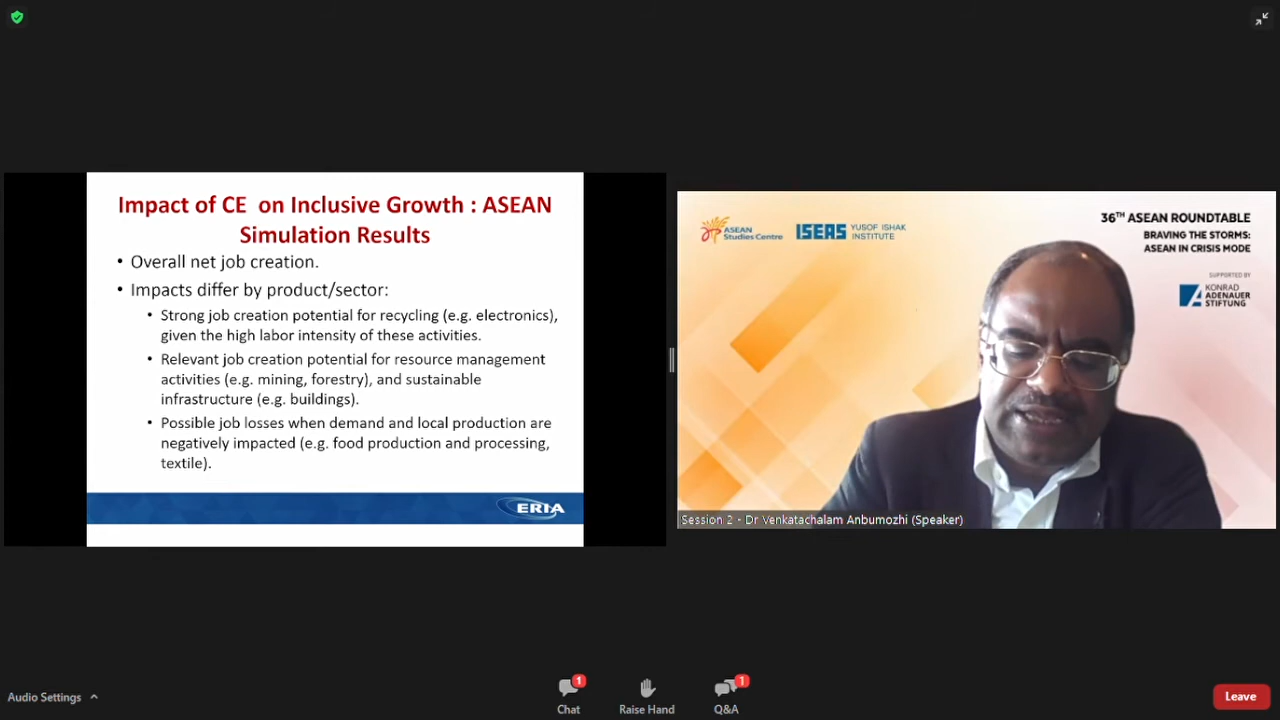 Impact of CE on Inclusive Growth : ASEAN
Simulation Results
• Overall net job creation.
• Impacts differ by product/sector:
• Strong job creation potential for recycling (e.g. electronics),
given the high labor intensity of these activities.
• Relevant job creation potential for resource management
activities (e.g. mining, forestry), and sustainable
infrastructure (e.g. buildings).
• Possible job losses when demand and local production are
negatively impacted (e.g. food production and processing,
textile).
ERIA
ASEAN
Studies Centre
ISEAS
YUSOF ISHAK
INSTITUTE
36TH ASEAN ROUNDTABLE
BRAVING THE STORMS:
ASEAN IN CRISIS MODE
SUPPORTED BY
KONRAD
ADENAUER
STIFTUNG
Session 2 - Dr Venkatachalam Anbumozhi (Speaker)
Audio Settings
1
Chat
Raise Hand
1
Q&A
Leave